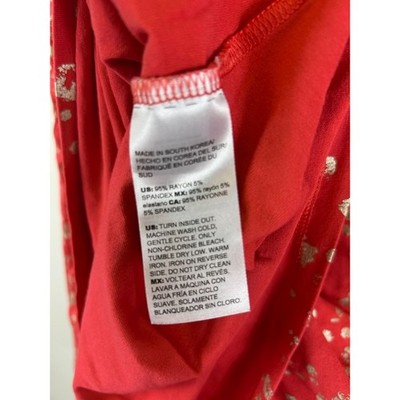 MADE IN SOUTH KOREA/
HECHO EN COREA DEL SUR/
FABRIQUÉ EN CORÉE DU
SUD
US: 95% RAYON 5%
SPANDEX MX: 95% rayón 5%
elastano CA: 95% RAYONNE
5% SPANDEX
US: TURN INSIDE OUT.
MACHINE WASH COLD,
GENTLE CYCLE. ONLY
NON-CHLORINE BLEACH.
TUMBLE DRY LOW. WARM
IRON. IRON ON REVERSE
SIDE. DO NOT DRY CLEAN
MX: VOLTEAR AL REVÉS.
LAVAR A MÁQUINA CON
AGUA FRÍA EN CICLO
SUAVE. SOLAMENTE
BLANQUEADOR SIN CLORO.